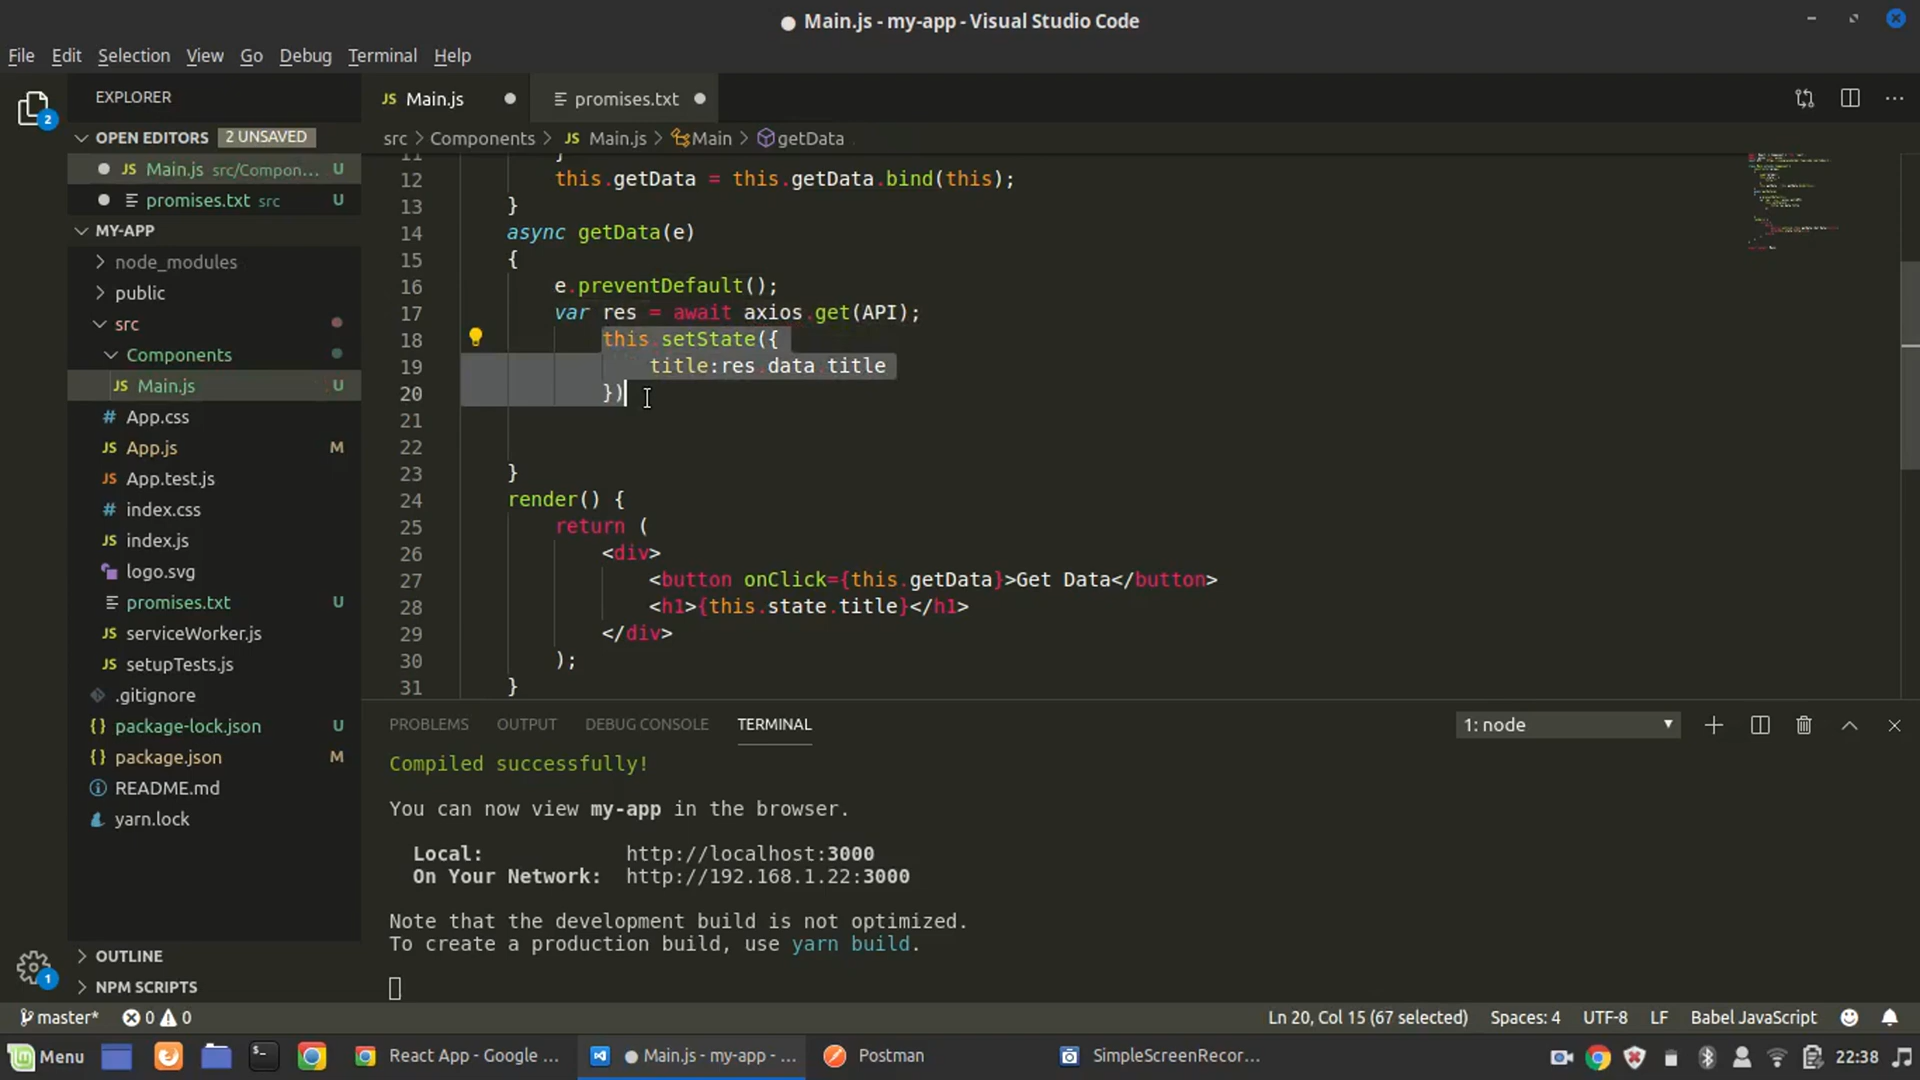 Main.js - my-app - Visual Studio Code
File Edit Selection View Go Debug Terminal Help
EXPLORER
OPEN EDITORS 2 UNSAVED
JS Main.js src/Compon... U
promises.txt src U
MY-APP
node_modules
public
src
Components
JS Main.js U
# App.css
JS App.js M
JS App.test.js
# index.css
JS index.js
logo.svg
promises.txt U
JS serviceWorker.js
JS setupTests.js
.gitignore
{} package-lock.json U
{} package.json M
README.md
yarn.lock
OUTLINE
NPM SCRIPTS
2
1
JS Main.js
promises.txt
src > Components > JS Main.js > Main > getData
11 }
12 this.getData = this.getData.bind(this);
13 }
14 async getData(e)
15 {
16 e.preventDefault();
17 var res = await axios.get(API);
18 this.setState({
19 title:res.data.title
20 })
21
22
23 }
24 render() {
25 return (
26 <div>
27 <button onClick={this.getData}>Get Data</button>
28 <h1>{this.state.title}</h1>
29 </div>
30 );
31 }
PROBLEMS OUTPUT DEBUG CONSOLE TERMINAL 1: node
Compiled successfully!
You can now view my-app in the browser.
Local: http://localhost:3000
On Your Network: http://192.168.1.22:3000
Note that the development build is not optimized.
To create a production build, use yarn build.
master* 0 0 Ln 20, Col 15 (67 selected) Spaces: 4 UTF-8 LF Babel JavaScript
Menu React App - Google ... Main.js - my-app - ... Postman SimpleScreenRecor... 22:38